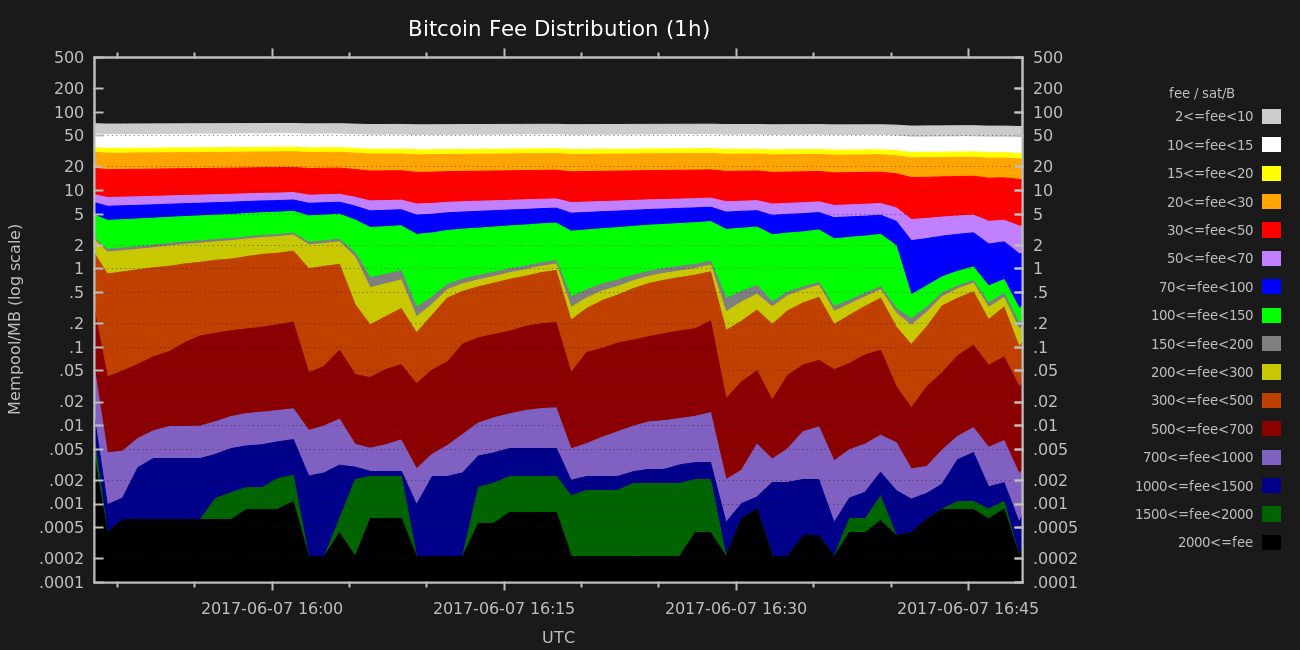 Bitcoin Fee Distribution (1h)
Mempool/MB (log scale)
500
200
100
50
20
10
5
2
1
.5
.2
.1
.05
.02
.01
.005
.002
.001
.0005
.0002
.0001
500
200
100
50
20
10
5
2
1
.5
.2
.1
.05
.02
.01
.005
.002
.001
.0005
.0002
.0001
fee / sat/B
2<=fee<10
10<=fee<15
15<=fee<20
20<=fee<30
30<=fee<50
50<=fee<70
70<=fee<100
100<=fee<150
150<=fee<200
200<=fee<300
300<=fee<500
500<=fee<700
700<=fee<1000
1000<=fee<1500
1500<=fee<2000
2000<=fee
2017-06-07 16:00 2017-06-07 16:15 2017-06-07 16:30 2017-06-07 16:45
UTC